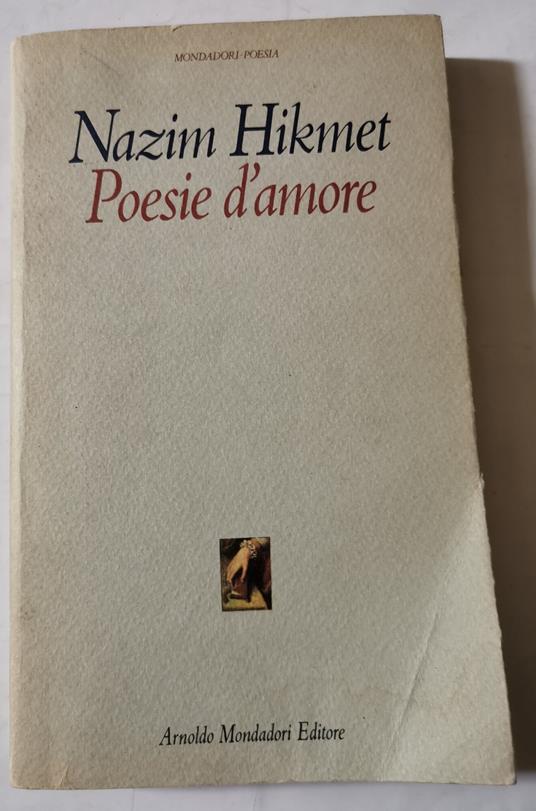 MONDADORI·POESIA
Nazim Hikmet
Poesie d'amore
Arnoldo Mondadori Editore